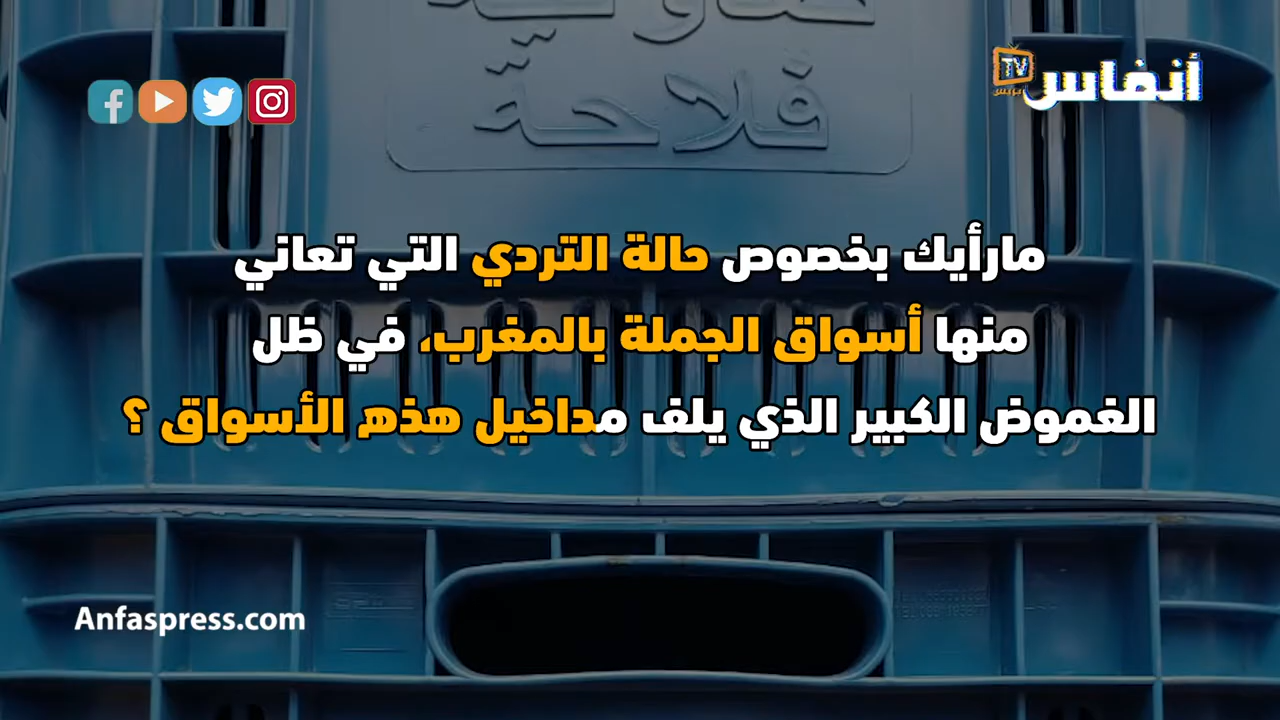 فلاحة
أنفاس
TV
مارأيك بخصوص حالة التردي التي تعاني
منها أسواق الجملة بالمغرب، في ظل
الغموض الكبير الذي يلف مداخيل هذه الأسواق ؟
Anfaspress.com